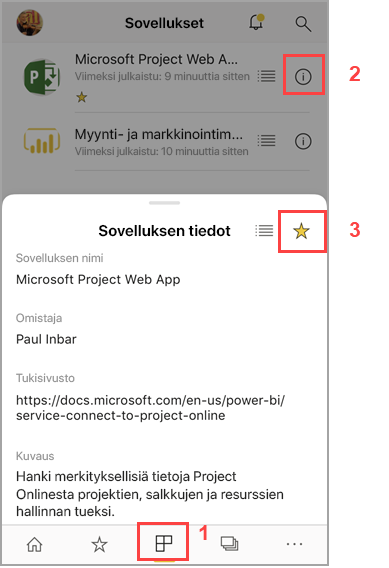 Sovellukset
Microsoft Project Web A...
Viimeksi julkaistu: 9 minuuttia sitten
2
Myynti- ja markkinointim...
Viimeksi julkaistu: 10 minuuttia sitten
Sovelluksen tiedot
3
Sovelluksen nimi
Microsoft Project Web App
Omistaja
Paul Inbar
Tukisivusto
https://docs.microsoft.com/en-us/power-bi/
service-connect-to-project-online
Kuvaus
Hanki merkityksellisiä tietoja Project
Onlinesta projektien, salkkujen ja resurssien
hallinnan tueksi.
1